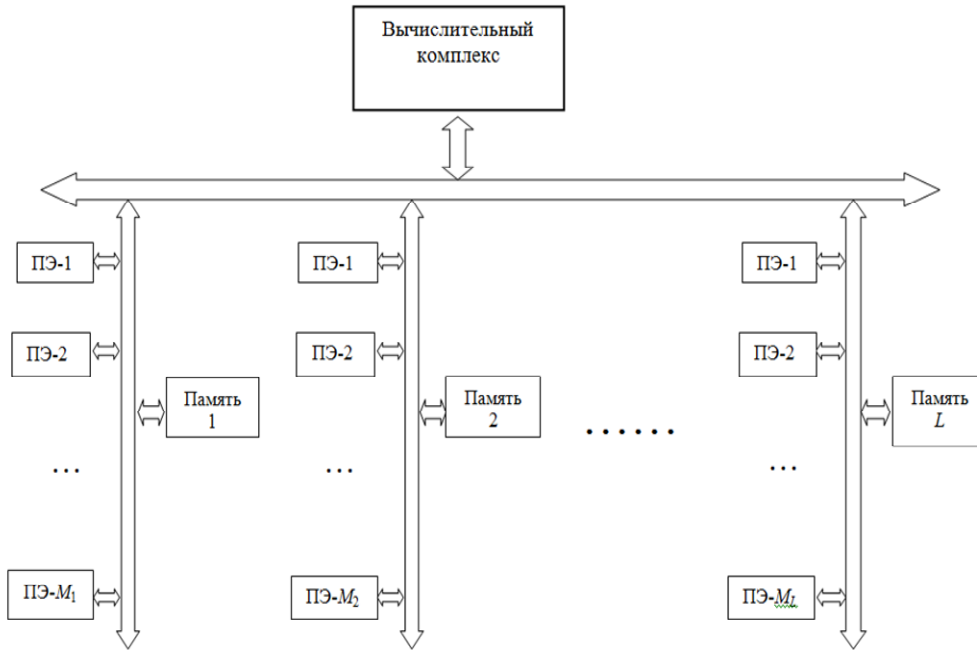 Вычислительный
комплекс
ПЭ-1
ПЭ-1
ПЭ-1
ПЭ-2
ПЭ-2
ПЭ-2
Память
1
Память
2
Память
L
......
...
...
...
ПЭ-M₁
ПЭ-M₂
ПЭ-M_L